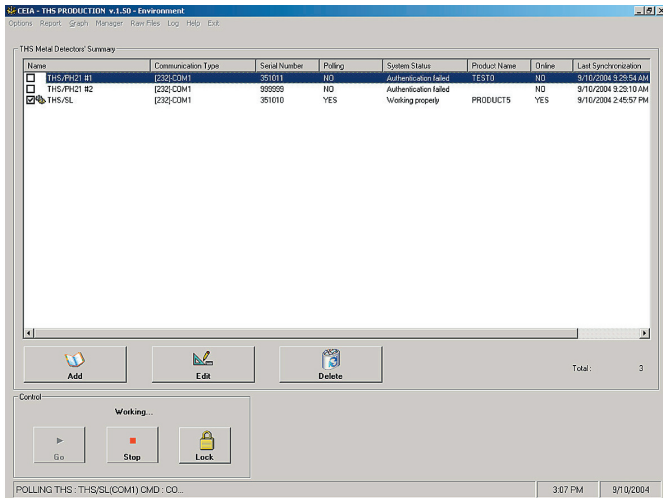 CEIA - THS PRODUCTION v.1.50 - Environment
Options Report Graph Manager Raw Files Log Help Exit
THS Metal Detectors' Summary
Name Communication Type Serial Number Polling System Status Product Name Online Last Synchronization
THS/PH21 #1 [232]-COM1 351011 NO Authentication failed TEST0 NO 9/10/2004 9:29:54 AM
THS/PH21 #2 [232]-COM1 999999 NO Authentication failed NO 9/10/2004 9:29:10 AM
THS/SL [232]-COM1 351010 YES Working properly PRODUCT5 YES 9/10/2004 2:45:57 PM
Add Edit Delete Total : 3
Control
Working...
Go Stop Lock
POLLING THS : THS/SL(COM1) CMD : CO... 3:07 PM 9/10/2004